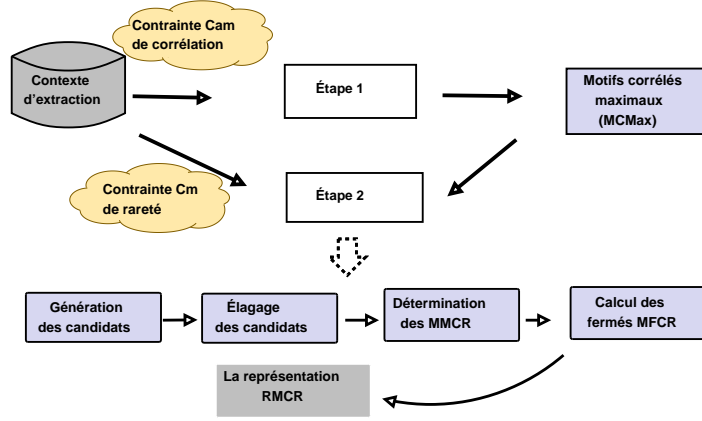 Contrainte Cam
de corrélation
Contexte
d'extraction
Étape 1
Motifs corrélés
maximaux
(MCMax)
Contrainte Cm
de rareté
Étape 2
Génération
des candidats
Élagage
des candidats
Détermination
des MMCR
Calcul des
fermés MFCR
La représentation
RMCR